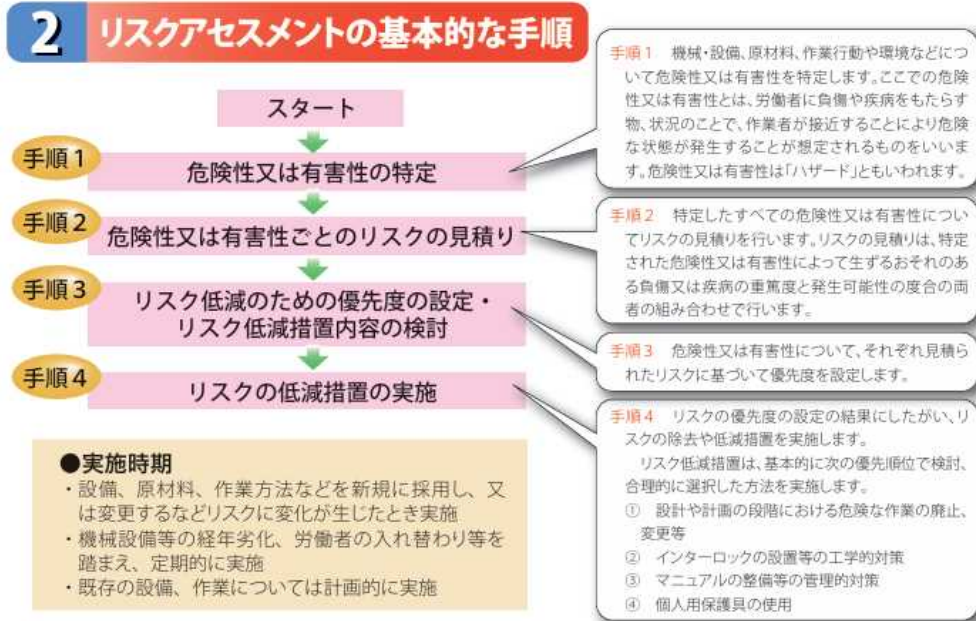 2 リスクアセスメントの基本的な手順
スタート
手順1
危険性又は有害性の特定
手順2
危険性又は有害性ごとのリスクの見積り
手順3
リスク低減のための優先度の設定・
リスク低減措置内容の検討
手順4
リスクの低減措置の実施
●実施時期
・設備、原材料、作業方法などを新規に採用し、又
は変更するなどリスクに変化が生じたとき実施
・機械設備等の経年劣化、労働者の入れ替わり等を
踏まえ、定期的に実施
・既存の設備、作業については計画的に実施
手順1 機械・設備、原材料、作業行動や環境などにつ
いて危険性又は有害性を特定します。ここでの危険
性又は有害性とは、労働者に負傷や疾病をもたらす
物、状況のことで、作業者が接近することにより危険
な状態が発生することが想定されるものをいいま
す。危険性又は有害性は「ハザード」ともいわれます。
手順2 特定したすべての危険性又は有害性につい
てリスクの見積りを行います。リスクの見積りは、特定
された危険性又は有害性によって生ずるおそれのあ
る負傷又は疾病の重篤度と発生可能性の度合の両
者の組み合わせで行います。
手順3 危険性又は有害性について、それぞれ見積ら
れたリスクに基づいて優先度を設定します。
手順4 リスクの優先度の設定の結果にしたがい、リ
スクの除去や低減措置を実施します。
リスク低減措置は、基本的に次の優先順位で検討、
合理的に選択した方法を実施します。
① 設計や計画の段階における危険な作業の廃止、
変更等
② インターロックの設置等の工学的対策
③ マニュアルの整備等の管理的対策
④ 個人用保護具の使用